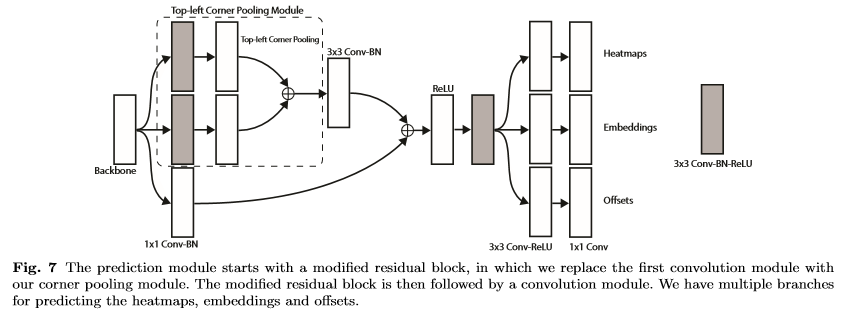 Top-left Corner Pooling Module
Top-left Corner Pooling
3x3 Conv-BN
ReLU
Heatmaps
Embeddings
Offsets
Backbone
1x1 Conv-BN
3x3 Conv-ReLU
1x1 Conv
3x3 Conv-BN-ReLU
Fig. 7 The prediction module starts with a modified residual block, in which we replace the first convolution module with
our corner pooling module. The modified residual block is then followed by a convolution module. We have multiple branches
for predicting the heatmaps, embeddings and offsets.